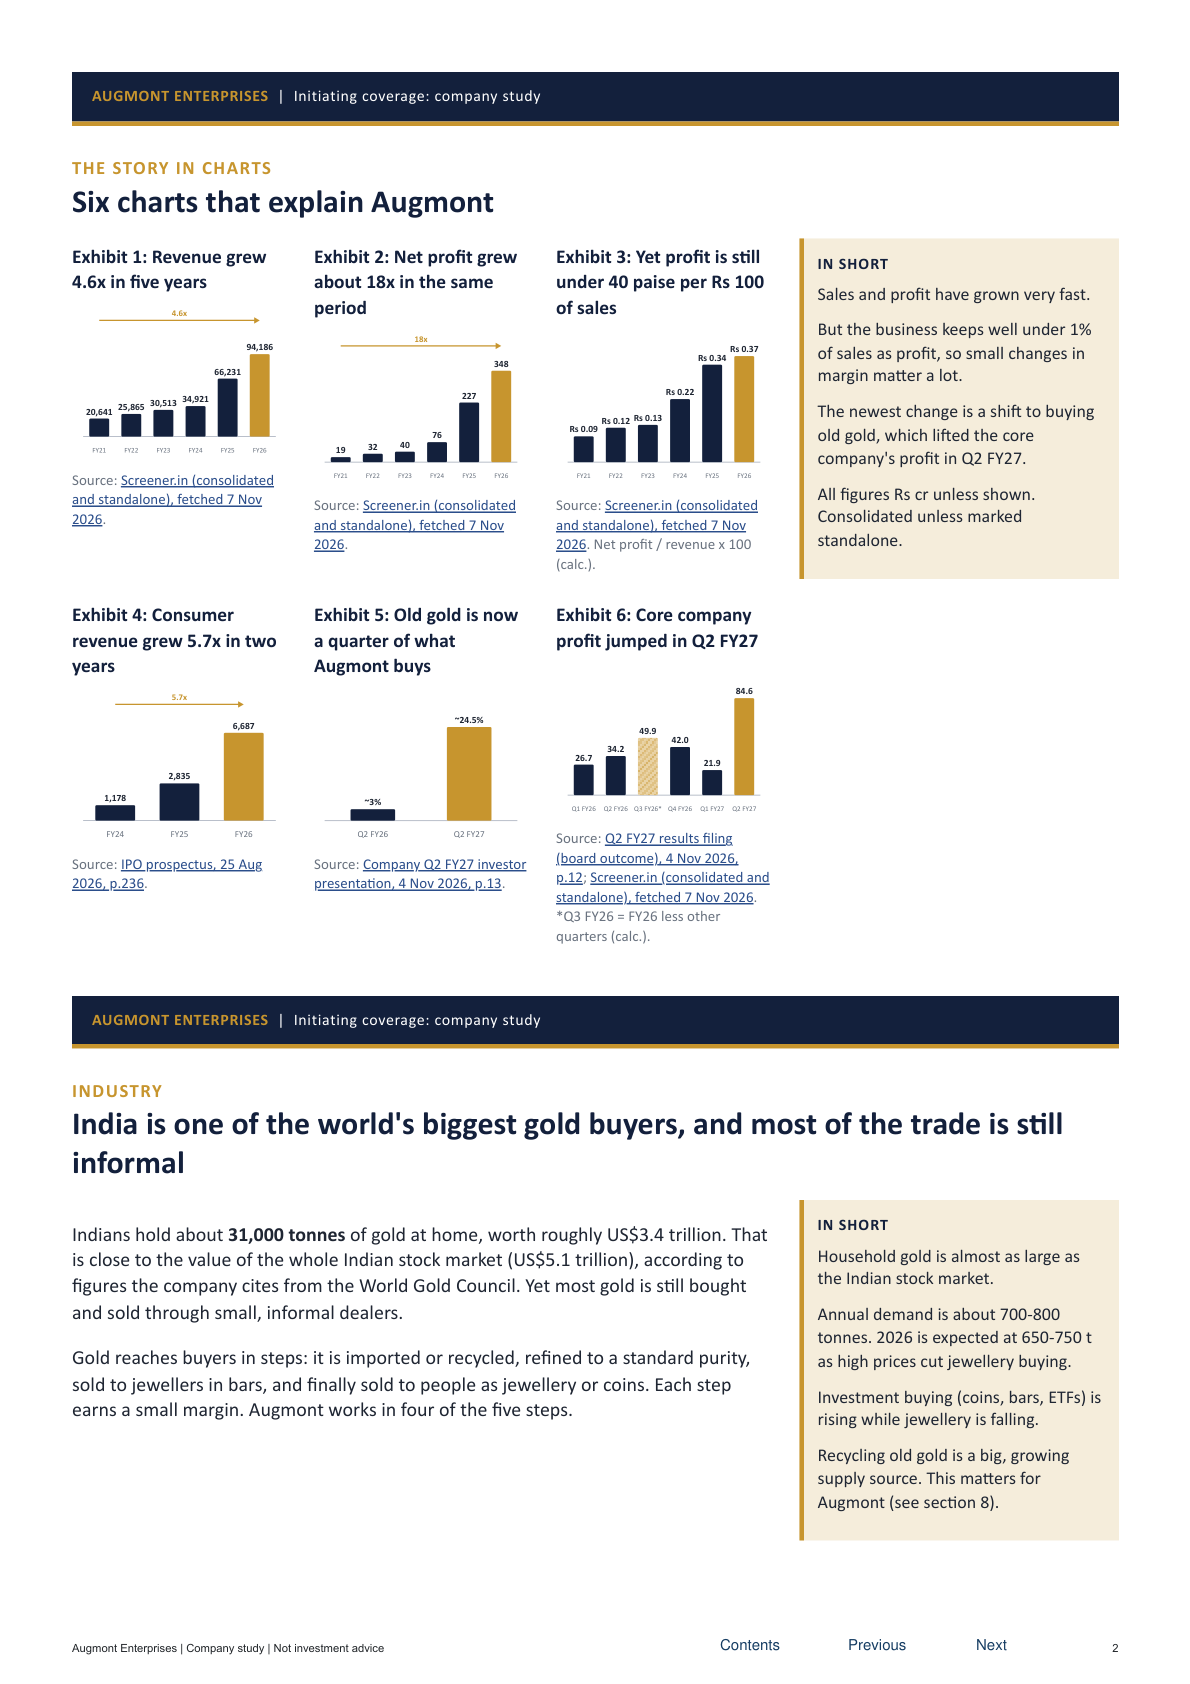 AUGMONT ENTERPRISES | Initiating coverage: company study
THE STORY IN CHARTS
Six charts that explain Augmont
Exhibit 1: Revenue grew
4.6x in five years
4.6x
20,641
25,865
30,513
34,921
66,231
94,186
FY21
FY22
FY23
FY24
FY25
FY26
Source: Screener.in (consolidated
and standalone), fetched 7 Nov
2026.
Exhibit 2: Net profit grew
about 18x in the same
period
18x
19
32
40
76
227
348
FY21
FY22
FY23
FY24
FY25
FY26
Source: Screener.in (consolidated
and standalone), fetched 7 Nov
2026.
Exhibit 3: Yet profit is still
under 40 paise per Rs 100
of sales
Rs 0.09
Rs 0.12
Rs 0.13
Rs 0.22
Rs 0.34
Rs 0.37
FY21
FY22
FY23
FY24
FY25
FY26
Source: Screener.in (consolidated
and standalone), fetched 7 Nov
2026. Net profit / revenue x 100
(calc.).
IN SHORT
Sales and profit have grown very fast.
But the business keeps well under 1%
of sales as profit, so small changes in
margin matter a lot.
The newest change is a shift to buying
old gold, which lifted the core
company's profit in Q2 FY27.
All figures Rs cr unless shown.
Consolidated unless marked
standalone.
Exhibit 4: Consumer
revenue grew 5.7x in two
years
5.7x
1,178
2,835
6,687
FY24
FY25
FY26
Source: IPO prospectus, 25 Aug
2026, p.236.
Exhibit 5: Old gold is now
a quarter of what
Augmont buys
~3%
~24.5%
Q2 FY26
Q2 FY27
Source: Company Q2 FY27 investor
presentation, 4 Nov 2026, p.13.
Exhibit 6: Core company
profit jumped in Q2 FY27
26.7
34.2
49.9
42.0
21.9
84.6
Q1 FY26
Q2 FY26
Q3 FY26*
Q4 FY26
Q1 FY27
Q2 FY27
Source: Q2 FY27 results filing
(board outcome), 4 Nov 2026,
p.12; Screener.in (consolidated and
standalone), fetched 7 Nov 2026.
*Q3 FY26 = FY26 less other
quarters (calc.).
AUGMONT ENTERPRISES | Initiating coverage: company study
INDUSTRY
India is one of the world's biggest gold buyers, and most of the trade is still
informal
Indians hold about 31,000 tonnes of gold at home, worth roughly US$3.4 trillion. That
is close to the value of the whole Indian stock market (US$5.1 trillion), according to
figures the company cites from the World Gold Council. Yet most gold is still bought
and sold through small, informal dealers.
Gold reaches buyers in steps: it is imported or recycled, refined to a standard purity,
sold to jewellers in bars, and finally sold to people as jewellery or coins. Each step
earns a small margin. Augmont works in four of the five steps.
IN SHORT
Household gold is almost as large as
the Indian stock market.
Annual demand is about 700-800
tonnes. 2026 is expected at 650-750 t
as high prices cut jewellery buying.
Investment buying (coins, bars, ETFs) is
rising while jewellery is falling.
Recycling old gold is a big, growing
supply source. This matters for
Augmont (see section 8).
Augmont Enterprises | Company study | Not investment advice
Contents
Previous
Next
2